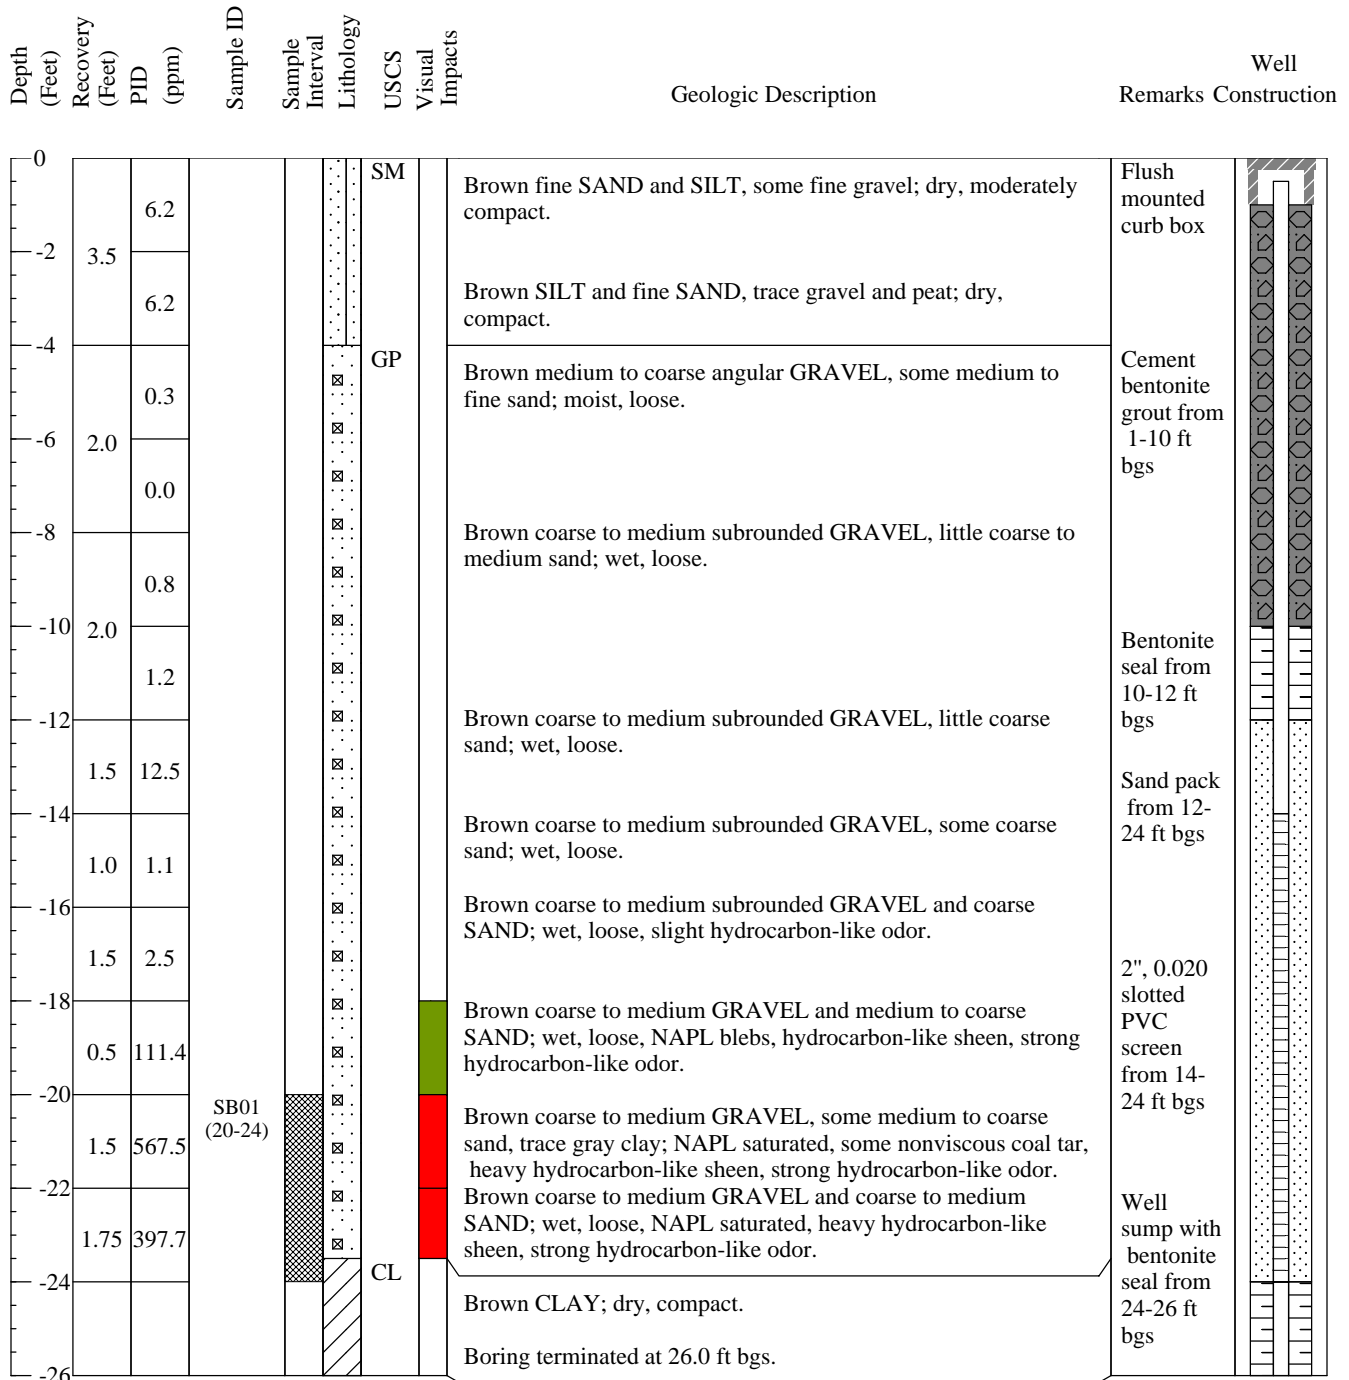 Depth
(Feet)
Recovery
(Feet)
PID
(ppm)
Sample ID
Sample
Interval
Lithology
USCS
Visual
Impacts
Geologic Description
Remarks
Well
Construction
0
-2
-4
-6
-8
-10
-12
-14
-16
-18
-20
-22
-24
-26
3.5
2.0
2.0
1.5
1.0
1.5
0.5
1.5
1.75
6.2
6.2
0.3
0.0
0.8
1.2
12.5
1.1
2.5
111.4
567.5
397.7
SB01
(20-24)
SM
GP
CL
Brown fine SAND and SILT, some fine gravel; dry, moderately
compact.
Brown SILT and fine SAND, trace gravel and peat; dry,
compact.
Brown medium to coarse angular GRAVEL, some medium to
fine sand; moist, loose.
Brown coarse to medium subrounded GRAVEL, little coarse to
medium sand; wet, loose.
Brown coarse to medium subrounded GRAVEL, little coarse
sand; wet, loose.
Brown coarse to medium subrounded GRAVEL, some coarse
sand; wet, loose.
Brown coarse to medium subrounded GRAVEL and coarse
SAND; wet, loose, slight hydrocarbon-like odor.
Brown coarse to medium GRAVEL and medium to coarse
SAND; wet, loose, NAPL blebs, hydrocarbon-like sheen, strong
hydrocarbon-like odor.
Brown coarse to medium GRAVEL, some medium to coarse
sand, trace gray clay; NAPL saturated, some nonviscous coal tar,
heavy hydrocarbon-like sheen, strong hydrocarbon-like odor.
Brown coarse to medium GRAVEL and coarse to medium
SAND; wet, loose, NAPL saturated, heavy hydrocarbon-like
sheen, strong hydrocarbon-like odor.
Brown CLAY; dry, compact.
Boring terminated at 26.0 ft bgs.
Flush
mounted
curb box
Cement
bentonite
grout from
1-10 ft
bgs
Bentonite
seal from
10-12 ft
bgs
Sand pack
from 12-
24 ft bgs
2", 0.020
slotted
PVC
screen
from 14-
24 ft bgs
Well
sump with
bentonite
seal from
24-26 ft
bgs